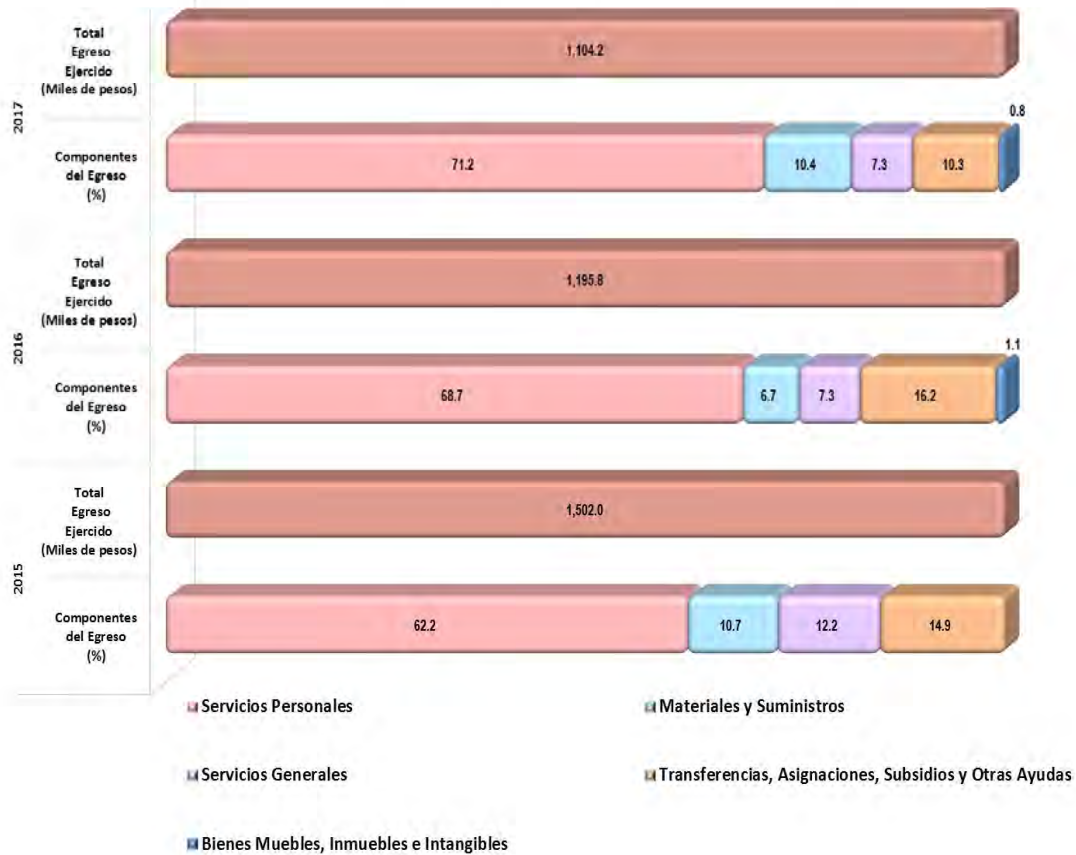 2017
Total
Egreso
Ejercido
(Miles de pesos)
1,104.2
0.8
Componentes
del Egreso
(%)
71.2
10.4
7.3
10.3
2016
Total
Egreso
Ejercido
(Miles de pesos)
1,195.8
1.1
Componentes
del Egreso
(%)
68.7
6.7
7.3
16.2
2015
Total
Egreso
Ejercido
(Miles de pesos)
1,502.0
Componentes
del Egreso
(%)
62.2
10.7
12.2
14.9
Servicios Personales
Materiales y Suministros
Servicios Generales
Transferencias, Asignaciones, Subsidios y Otras Ayudas
Bienes Muebles, Inmuebles e Intangibles